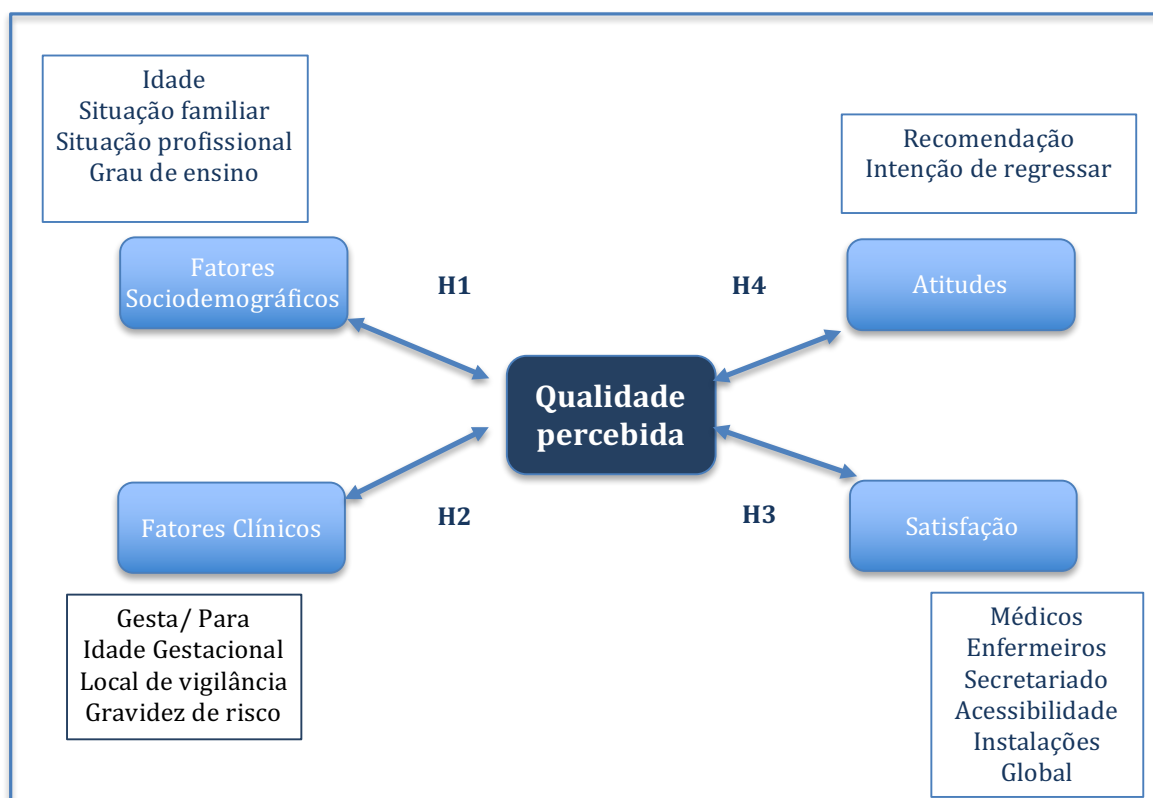 Idade
Situação familiar
Situação profissional
Grau de ensino
Recomendação
Intenção de regressar
Fatores
Sociodemográficos
H1
H4
Atitudes
Qualidade
percebida
Fatores Clínicos
H2
H3
Satisfação
Gesta/ Para
Idade Gestacional
Local de vigilância
Gravidez de risco
Médicos
Enfermeiros
Secretariado
Acessibilidade
Instalações
Global